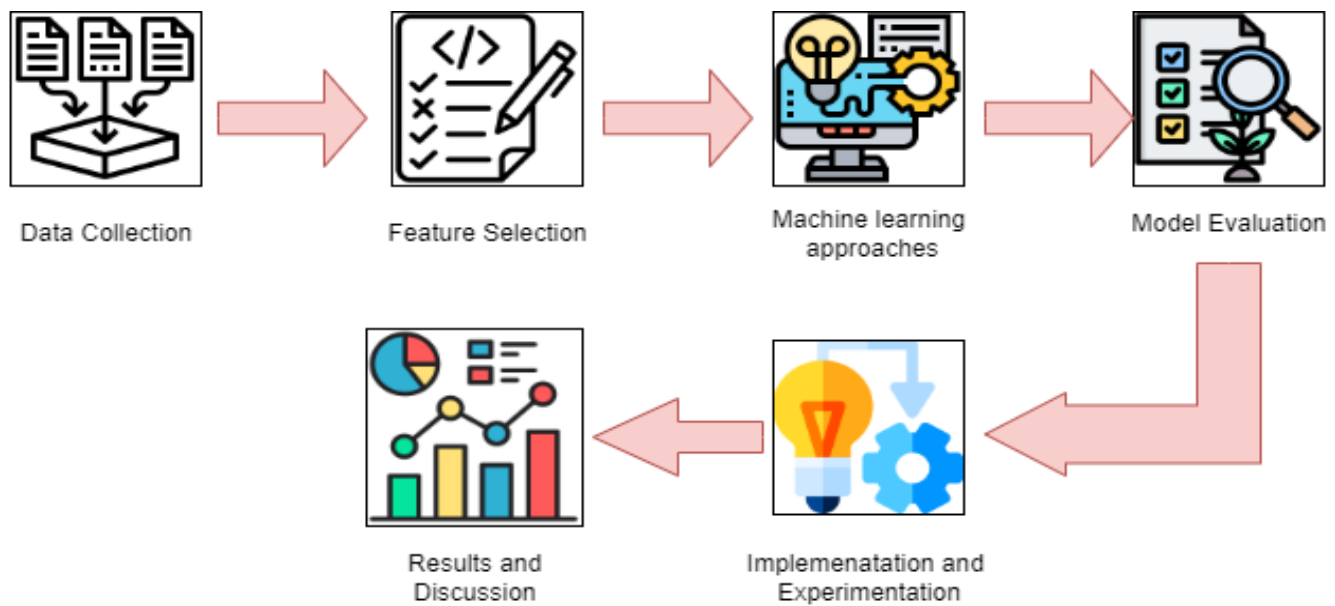 Data Collection
Feature Selection
Machine learning
approaches
Model Evaluation
Results and
Discussion
Implemenatation and
Experimentation